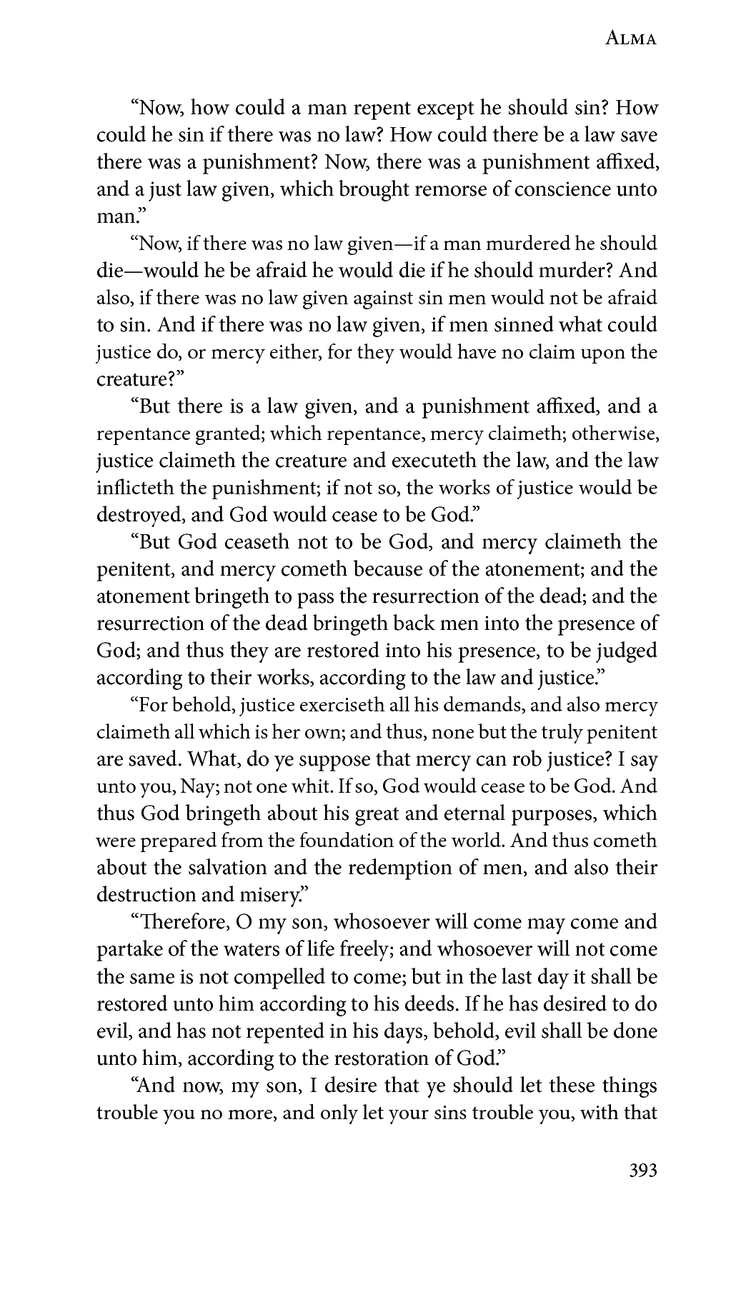 Alma
“Now, how could a man repent except he should sin? How
could he sin if there was no law? How could there be a law save
there was a punishment? Now, there was a punishment affixed,
and a just law given, which brought remorse of conscience unto
man.”
“Now, if there was no law given—if a man murdered he should
die—would he be afraid he would die if he should murder? And
also, if there was no law given against sin men would not be afraid
to sin. And if there was no law given, if men sinned what could
justice do, or mercy either, for they would have no claim upon the
creature?”
“But there is a law given, and a punishment affixed, and a
repentance granted; which repentance, mercy claimeth; otherwise,
justice claimeth the creature and executeth the law, and the law
inflicteth the punishment; if not so, the works of justice would be
destroyed, and God would cease to be God.”
“But God ceaseth not to be God, and mercy claimeth the
penitent, and mercy cometh because of the atonement; and the
atonement bringeth to pass the resurrection of the dead; and the
resurrection of the dead bringeth back men into the presence of
God; and thus they are restored into his presence, to be judged
according to their works, according to the law and justice.”
“For behold, justice exerciseth all his demands, and also mercy
claimeth all which is her own; and thus, none but the truly penitent
are saved. What, do ye suppose that mercy can rob justice? I say
unto you, Nay; not one whit. If so, God would cease to be God. And
thus God bringeth about his great and eternal purposes, which
were prepared from the foundation of the world. And thus cometh
about the salvation and the redemption of men, and also their
destruction and misery.”
“Therefore, O my son, whosoever will come may come and
partake of the waters of life freely; and whosoever will not come
the same is not compelled to come; but in the last day it shall be
restored unto him according to his deeds. If he has desired to do
evil, and has not repented in his days, behold, evil shall be done
unto him, according to the restoration of God.”
“And now, my son, I desire that ye should let these things
trouble you no more, and only let your sins trouble you, with that
393